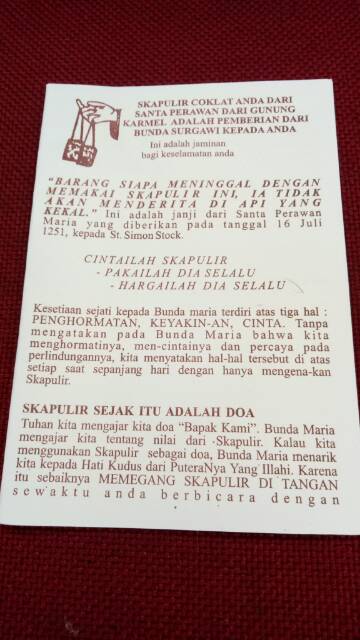 SKAPULIR COKLAT ANDA DARI
SANTA PERAWAN DARI GUNUNG
KARMEL ADALAH PEMBERIAN DARI
BUNDA SURGAWI KEPADA ANDA
Ini adalah jaminan
bagi keselamatan anda
"BARANG SIAPA MENINGGAL DENGAN
MEMAKAI SKAPULIR INI, IA TIDAK
AKAN MENDERITA DI API YANG
KEKAL." Ini adalah janji dari Santa Perawan
Maria yang diberikan pada tanggal 16 Juli
1251, kepada St. Simon Stock.
CINTAILAH SKAPULIR
- PAKAILAH DIA SELALU
- HARGAILAH DIA SELALU
Kesetiaan sejati kepada Bunda maria terdiri atas tiga hal :
PENGHORMATAN, KEYAKIN-AN, CINTA. Tanpa
mengatakan pada Bunda Maria bahwa kita
menghormatinya, men-cintainya dan percaya pada
perlindungannya, kita menyatakan hal-hal tersebut di atas
setiap saat sepanjang hari dengan hanya mengena-kan
Skapulir.
SKAPULIR SEJAK ITU ADALAH DOA
Tuhan kita mengajar kita doa "Bapak Kami". Bunda Maria
mengajar kita tentang nilai dari Skapulir. Kalau kita
menggunakan Skapulir sebagai doa, Bunda Maria menarik
kita kepada Hati Kudus dari PuteraNya Yang Illahi. Karena
itu sebaiknya MEMEGANG SKAPULIR DI TANGAN
sewaktu anda berbicara dengan